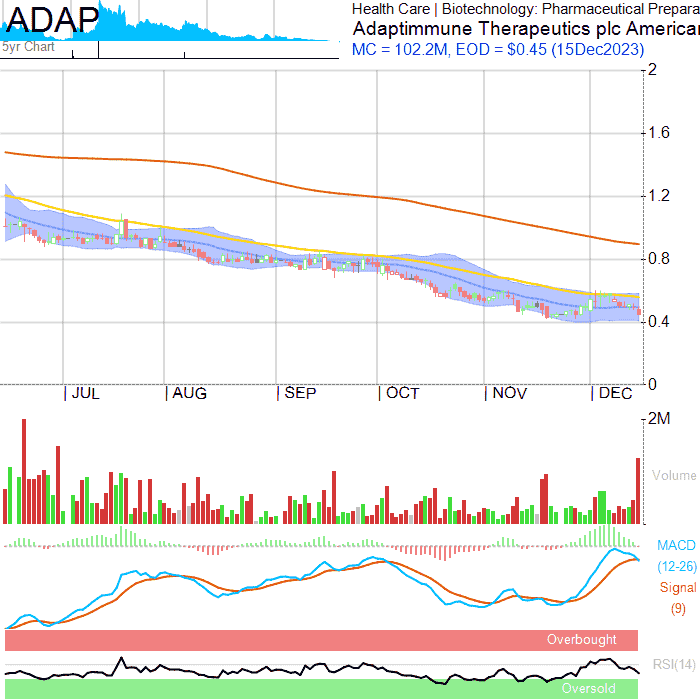 ADAP
5yr Chart
Health Care | Biotechnology: Pharmaceutical Prepara
Adaptimmune Therapeutics plc American
MC = 102.2M, EOD = $0.45 (15Dec2023)
2
1.6
1.2
0.8
0.4
0
JUL AUG SEP OCT NOV DEC
2M
Volume
MACD
(12-26)
Signal
(9)
Overbought
RSI(14)
Oversold